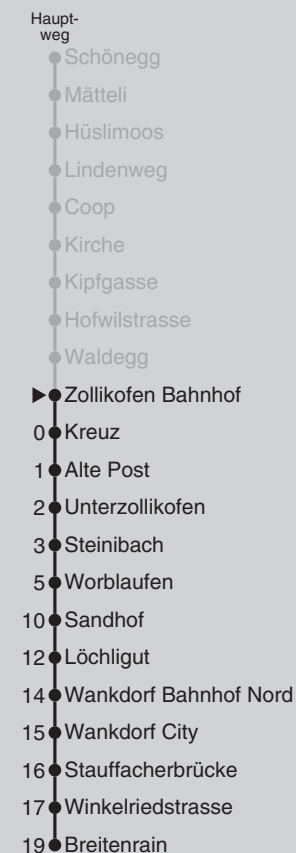 Haupt-
weg
Schönegg
Mätteli
Hüslimoos
Lindenweg
Coop
Kirche
Kipfgasse
Hofwilstrasse
Waldegg
Zollikofen Bahnhof
0 Kreuz
1 Alte Post
2 Unterzollikofen
3 Steinibach
5 Worblaufen
10 Sandhof
12 Löchligut
14 Wankdorf Bahnhof Nord
15 Wankdorf City
16 Stauffacherbrücke
17 Winkelriedstrasse
19 Breitenrain